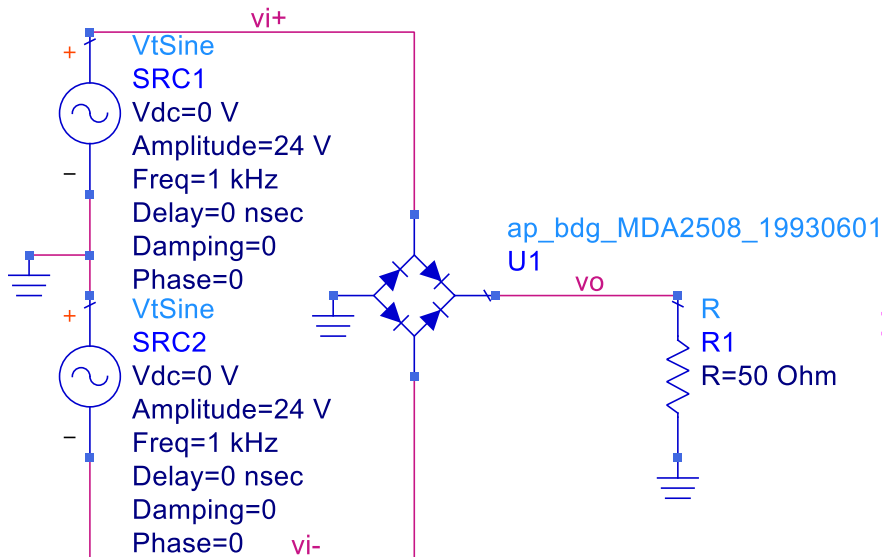 vi+
+
VtSine
SRC1
Vdc=0 V
Amplitude=24 V
−
Freq=1 kHz
Delay=0 nsec
Damping=0
Phase=0
ap_bdg_MDA2508_19930601
U1
vo
+
VtSine
SRC2
Vdc=0 V
Amplitude=24 V
−
Freq=1 kHz
Delay=0 nsec
Damping=0
Phase=0
R
R1
R=50 Ohm
vi-